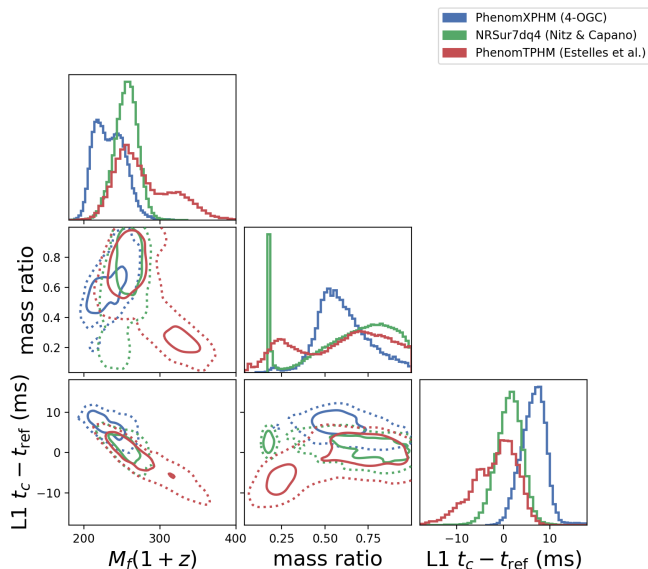 PhenomXPHM (4-OGC)
NRSur7dq4 (Nitz & Capano)
PhenomTPHM (Estelles et al.)
mass ratio
0.8
0.6
0.4
0.2
L1 t_c − t_ref (ms)
10
0
−10
200 300 400
M_f(1 + z)
0.25 0.50 0.75
mass ratio
−10 0 10
L1 t_c − t_ref (ms)